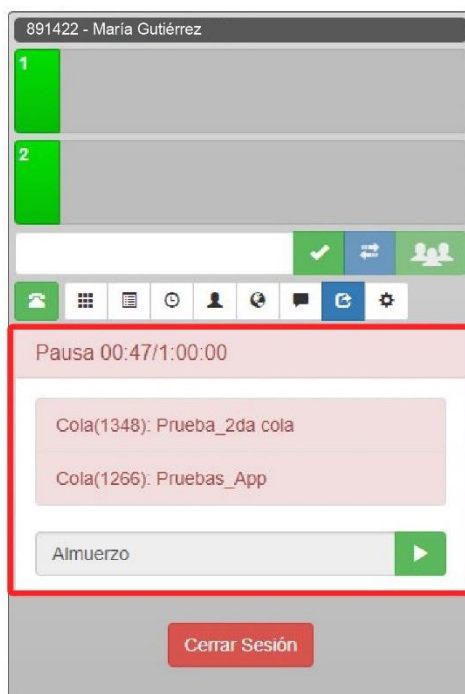 891422 - María Gutiérrez
1
2
Pausa 00:47/1:00:00
Cola(1348): Prueba_2da cola
Cola(1266): Pruebas_App
Almuerzo
Cerrar Sesión